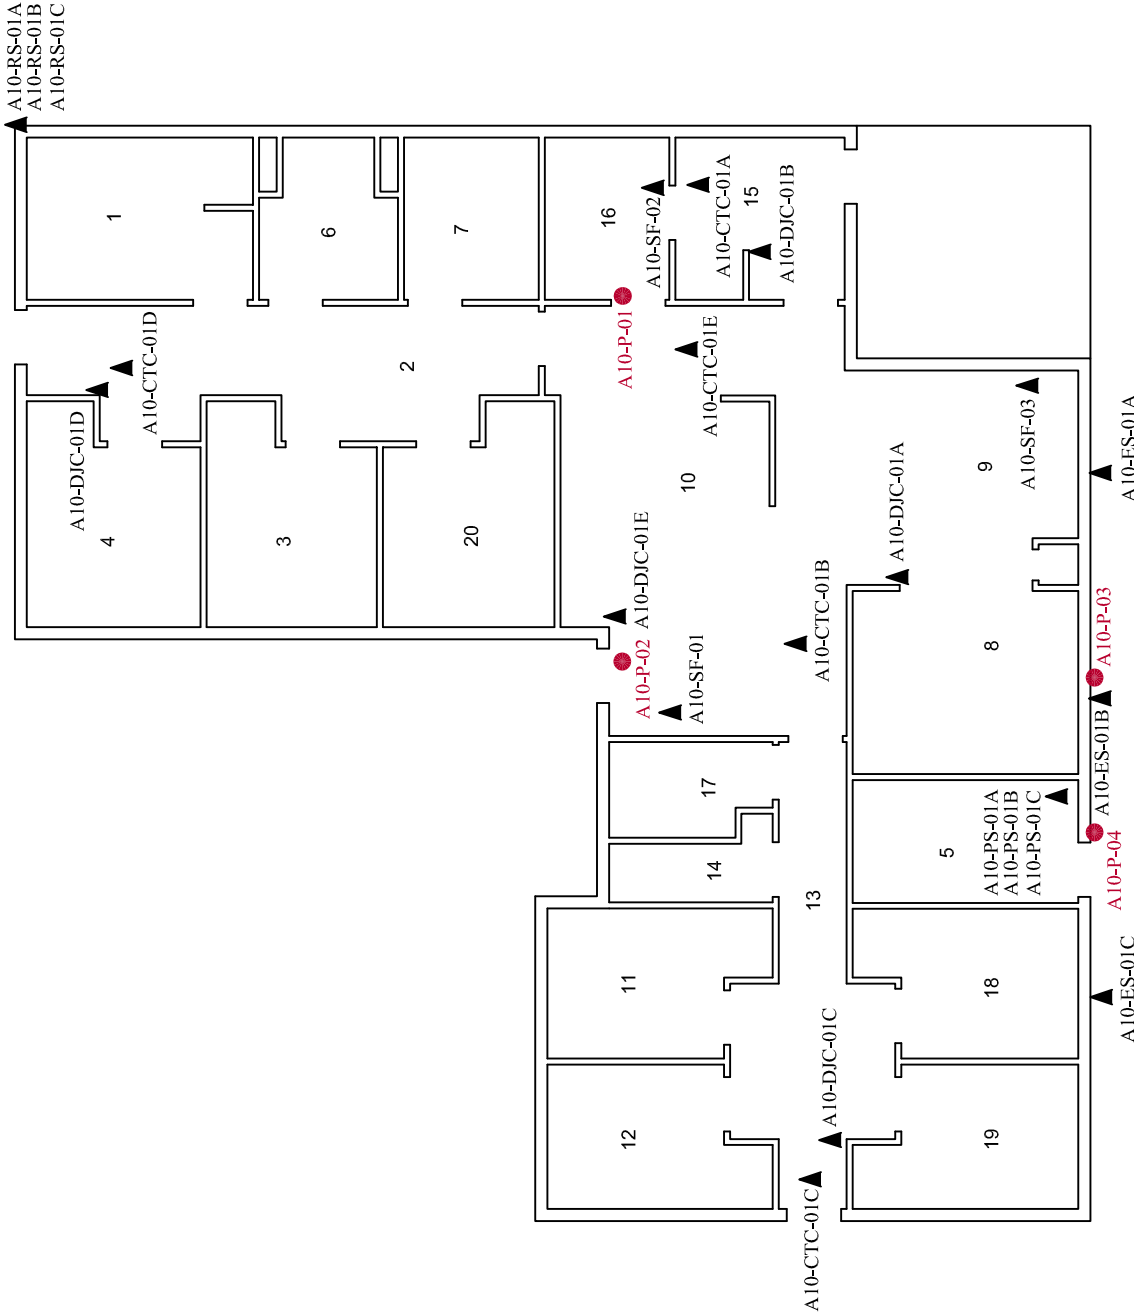 A10-RS-01A
A10-RS-01B
A10-RS-01C
1
6
7
16
A10-SF-02
A10-CTC-01A
15
A10-DJC-01B
A10-CTC-01D
2
A10-P-01
A10-CTC-01E
A10-DJC-01D
4
3
20
10
A10-DJC-01A
9
A10-SF-03
A10-ES-01A
A10-DJC-01E
A10-P-02
A10-SF-01
A10-CTC-01B
8
A10-P-03
A10-ES-01B
17
14
13
5
A10-PS-01A
A10-PS-01B
A10-PS-01C
A10-P-04
11
18
A10-ES-01C
12
A10-DJC-01C
19
A10-CTC-01C